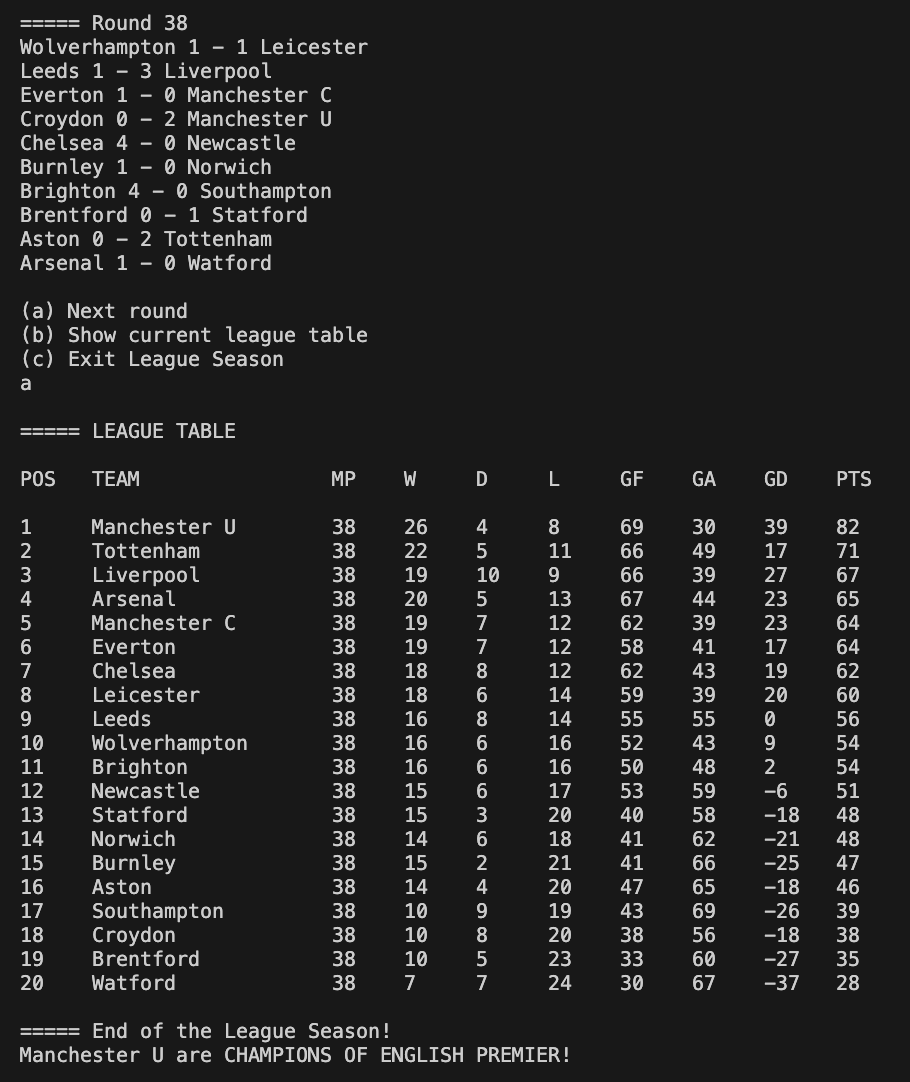 ===== Round 38
Wolverhampton 1 - 1 Leicester
Leeds 1 - 3 Liverpool
Everton 1 - 0 Manchester C
Croydon 0 - 2 Manchester U
Chelsea 4 - 0 Newcastle
Burnley 1 - 0 Norwich
Brighton 4 - 0 Southampton
Brentford 0 - 1 Statford
Aston 0 - 2 Tottenham
Arsenal 1 - 0 Watford
(a) Next round
(b) Show current league table
(c) Exit League Season
a
===== LEAGUE TABLE
POS TEAM MP W D L GF GA GD PTS
1 Manchester U 38 26 4 8 69 30 39 82
2 Tottenham 38 22 5 11 66 49 17 71
3 Liverpool 38 19 10 9 66 39 27 67
4 Arsenal 38 20 5 13 67 44 23 65
5 Manchester C 38 19 7 12 62 39 23 64
6 Everton 38 19 7 12 58 41 17 64
7 Chelsea 38 18 8 12 62 43 19 62
8 Leicester 38 18 6 14 59 39 20 60
9 Leeds 38 16 8 14 55 55 0 56
10 Wolverhampton 38 16 6 16 52 43 9 54
11 Brighton 38 16 6 16 50 48 2 54
12 Newcastle 38 15 6 17 53 59 -6 51
13 Statford 38 15 3 20 40 58 -18 48
14 Norwich 38 14 6 18 41 62 -21 48
15 Burnley 38 15 2 21 41 66 -25 47
16 Aston 38 14 4 20 47 65 -18 46
17 Southampton 38 10 9 19 43 69 -26 39
18 Croydon 38 10 8 20 38 56 -18 38
19 Brentford 38 10 5 23 33 60 -27 35
20 Watford 38 7 7 24 30 67 -37 28
===== End of the League Season!
Manchester U are CHAMPIONS OF ENGLISH PREMIER!